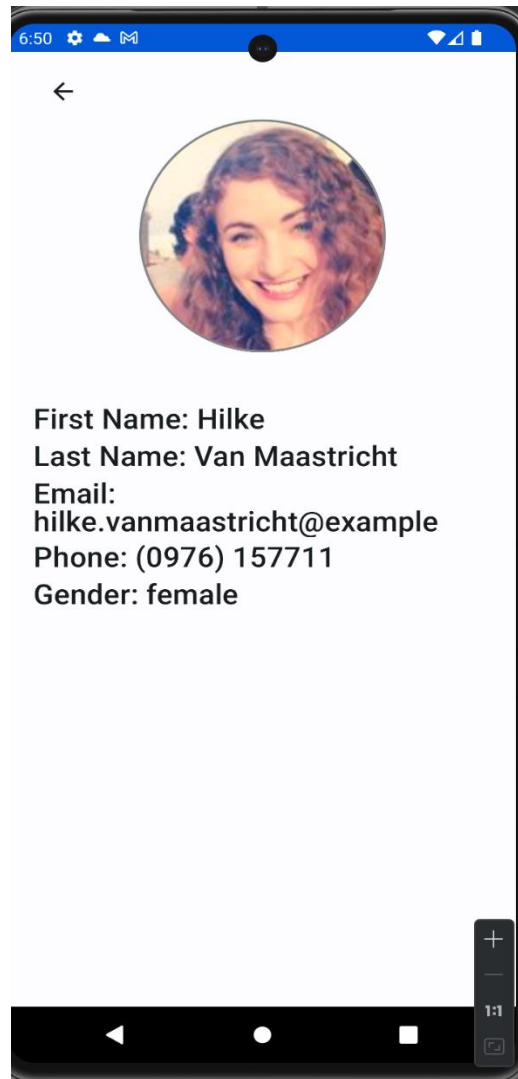 6:50
First Name: Hilke
Last Name: Van Maastricht
Email:
hilke.vanmaastricht@example
Phone: (0976) 157711
Gender: female
1:1